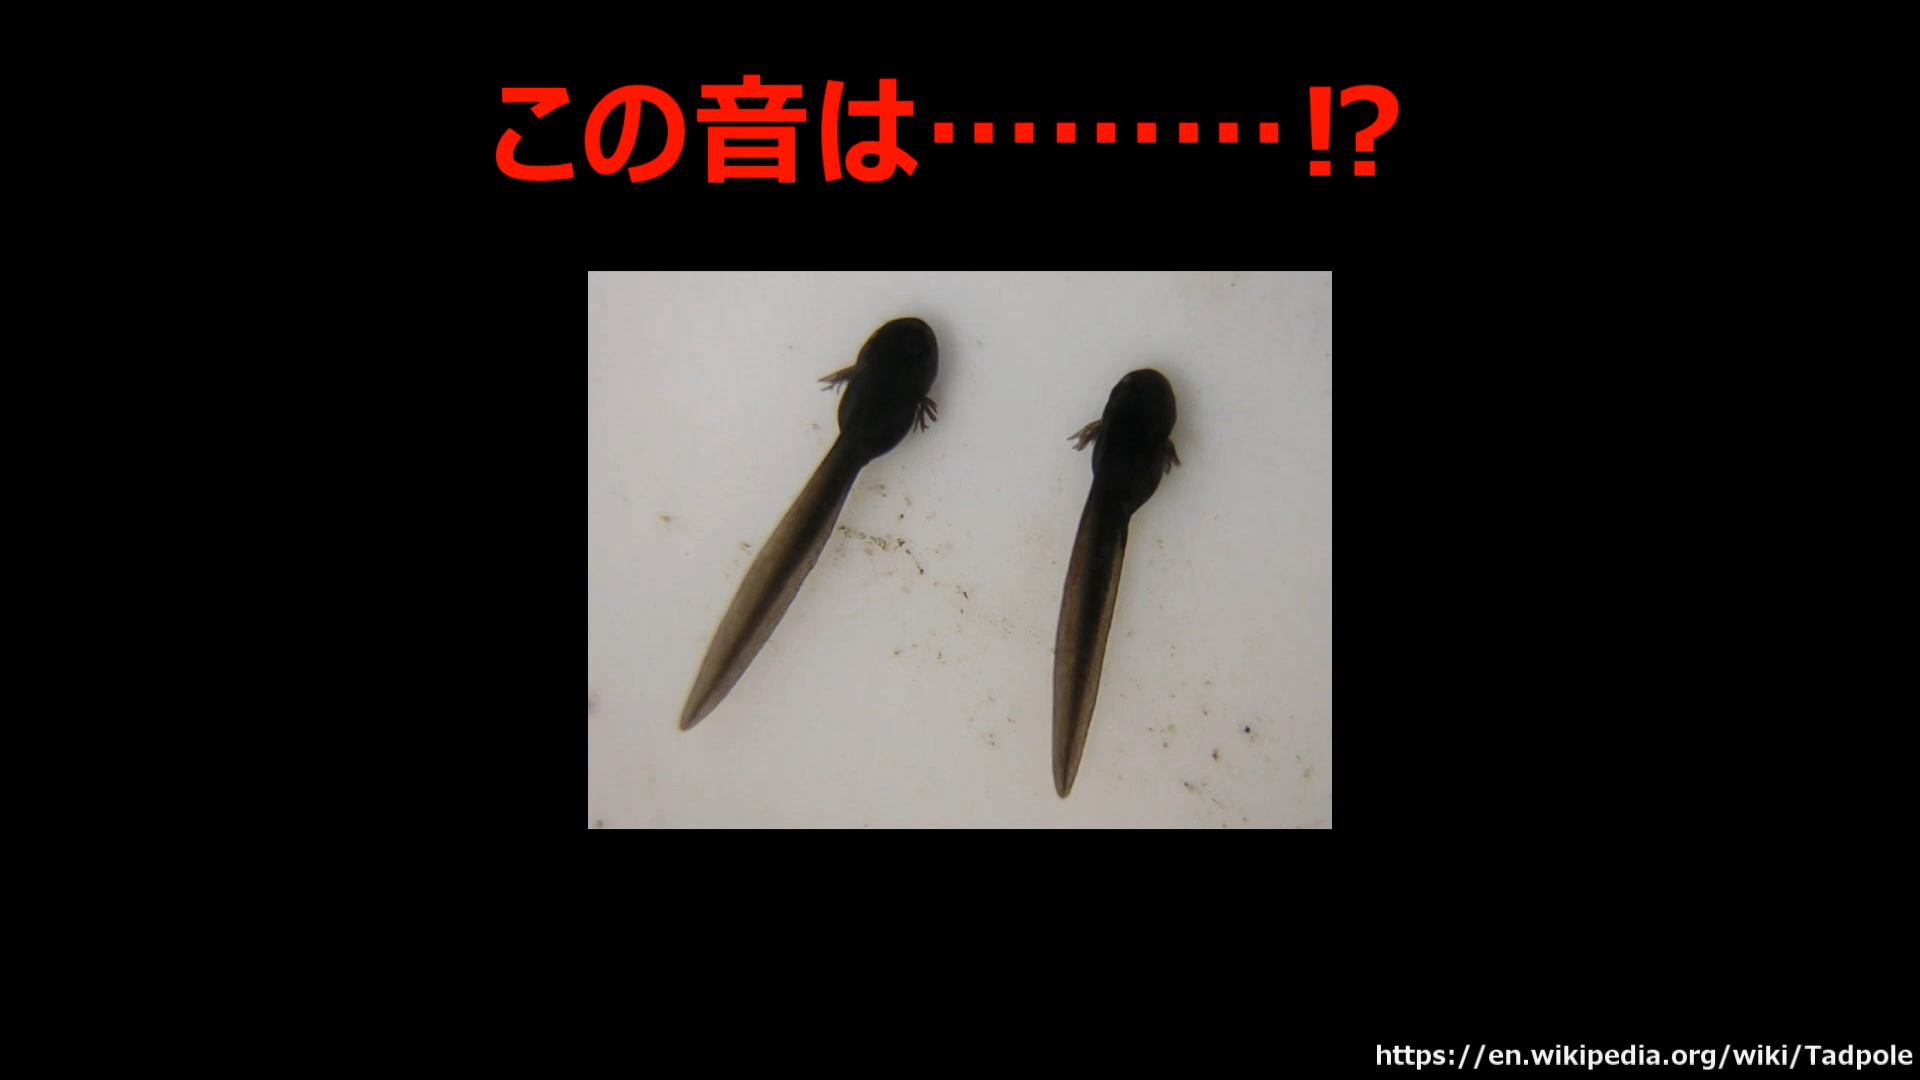 この音は………⁉
https://en.wikipedia.org/wiki/Tadpole